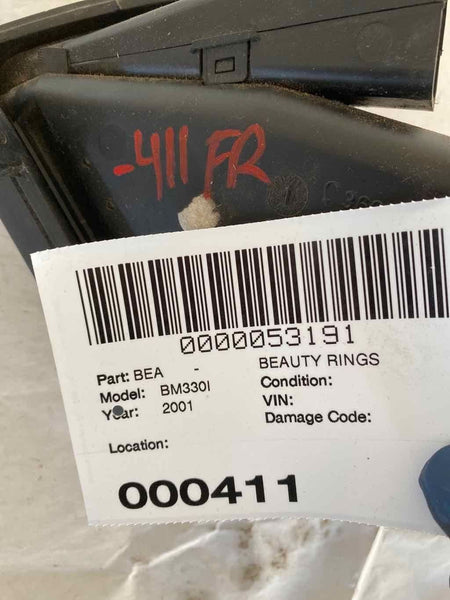 -411 FR
0000053191
Part: BEA - BEAUTY RINGS
Model: BM330I Condition:
Year: 2001 VIN:
Damage Code:
Location:
000411